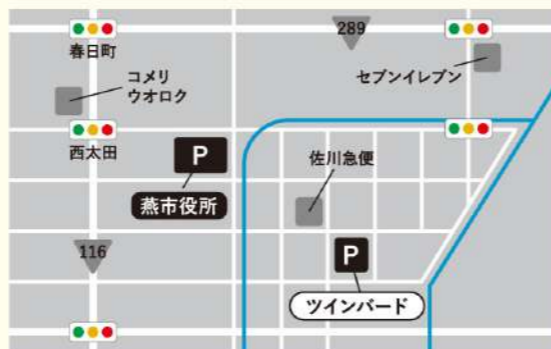 289
春日町
セブンイレブン
コメリ
ウオロク
西太田
P
佐川急便
燕市役所
116
P
ツインバード